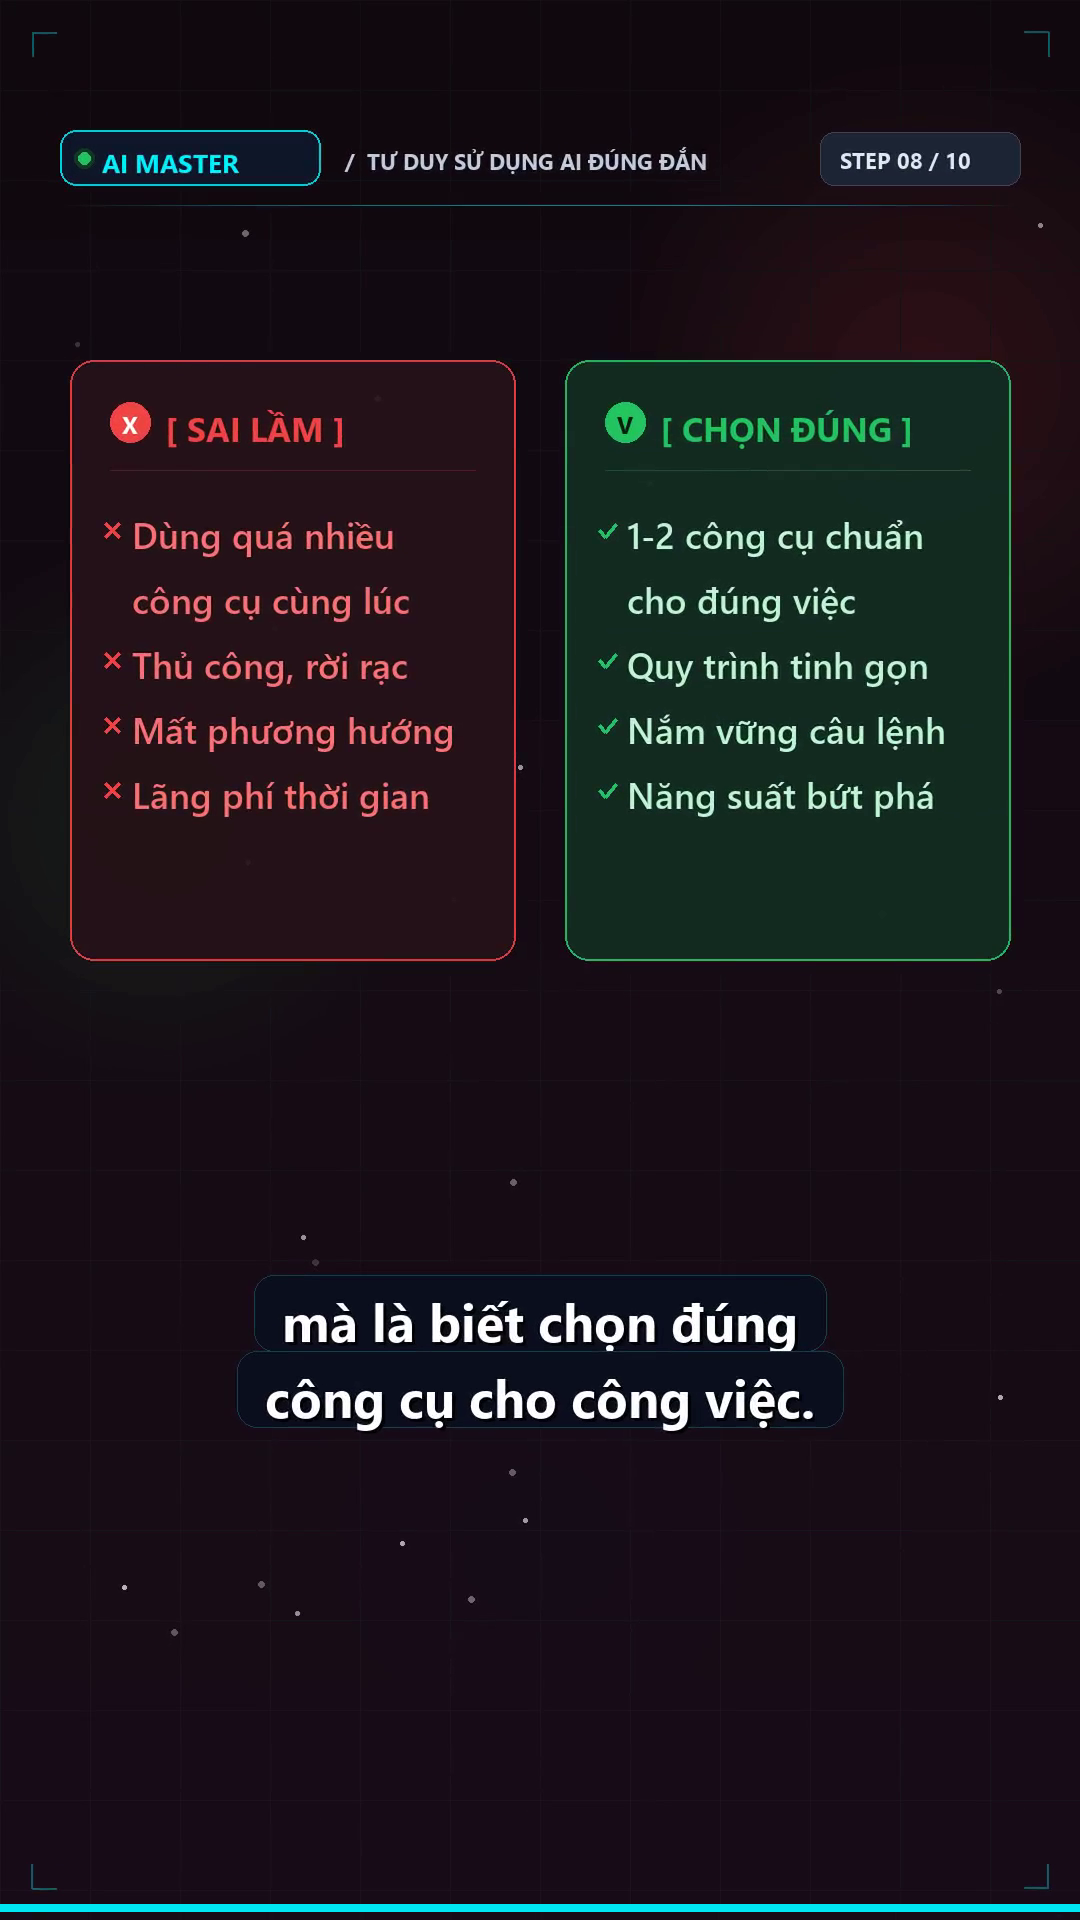 AI MASTER
/ TƯ DUY SỬ DỤNG AI ĐÚNG ĐẮN
STEP 08 / 10
X [ SAI LẦM ]
× Dùng quá nhiều
công cụ cùng lúc
× Thủ công, rời rạc
× Mất phương hướng
× Lãng phí thời gian
V [ CHỌN ĐÚNG ]
✓ 1-2 công cụ chuẩn
cho đúng việc
✓ Quy trình tinh gọn
✓ Nắm vững câu lệnh
✓ Năng suất bứt phá
mà là biết chọn đúng
công cụ cho công việc.